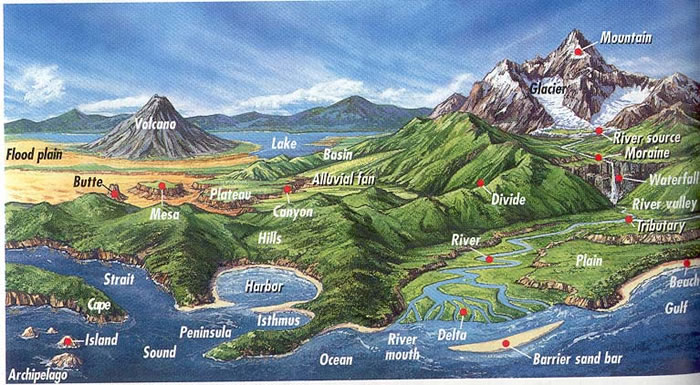 Mountain
Glacier
Volcano
River source
Lake
Moraine
Flood plain
Basin
Alluvial fan
Waterfall
Butte
Plateau
Divide
River valley
Mesa
Canyon
Tributary
Hills
River
Plain
Strait
Harbor
Beach
Cape
Gulf
Isthmus
Peninsula
Delta
Island
River
mouth
Sound
Ocean
Barrier sand bar
Archipelago